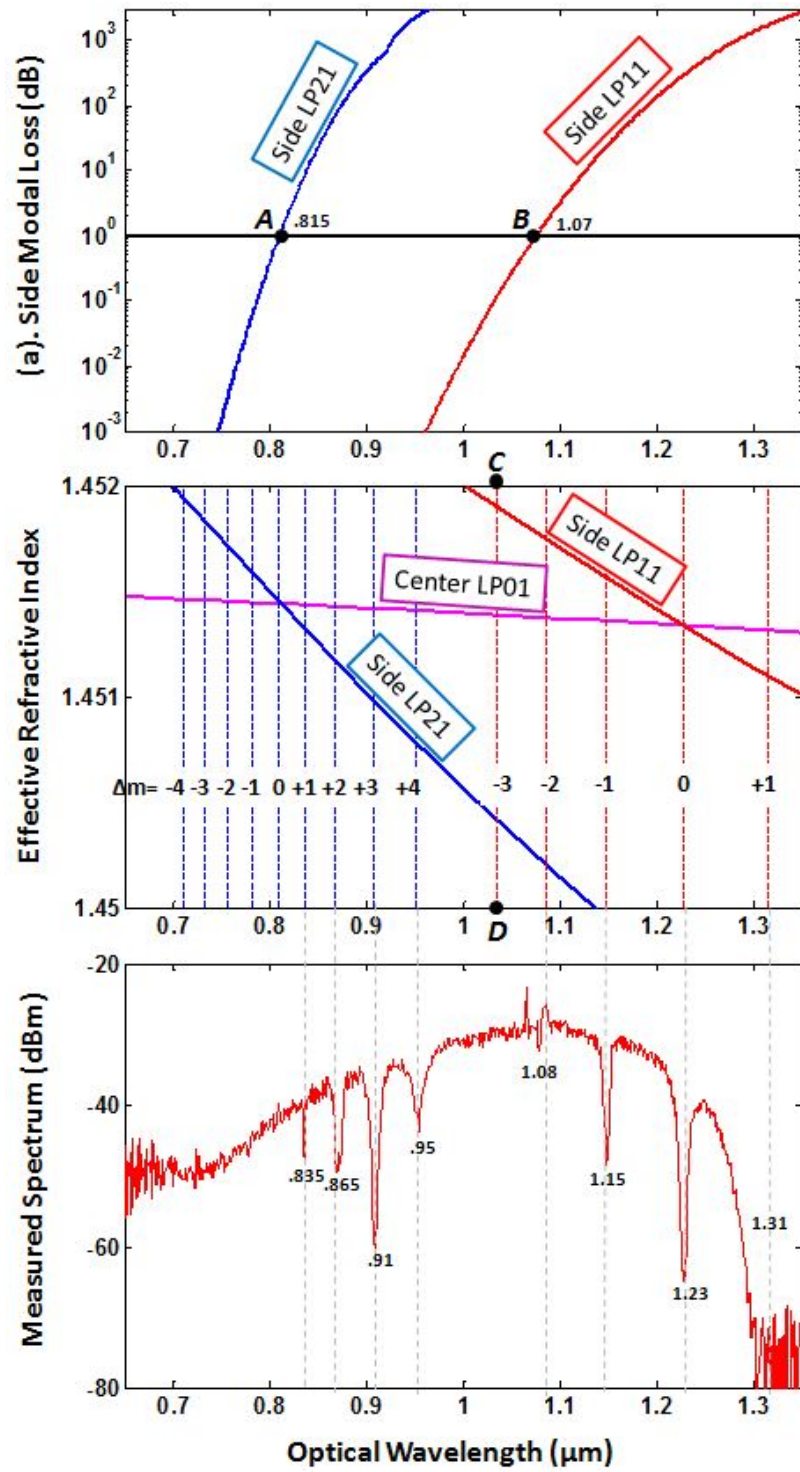 (a). Side Modal Loss (dB)
10³
10²
10¹
10⁰
10⁻¹
10⁻²
10⁻³
Side LP21
Side LP11
A
.815
B
1.07
0.7 0.8 0.9 1 1.1 1.2 1.3
C
Effective Refractive Index
1.452
1.451
1.45
Side LP11
Center LP01
Side LP21
Δm= -4 -3 -2 -1 0 +1 +2 +3 +4 -3 -2 -1 0 +1
0.7 0.8 0.9 1 1.1 1.2 1.3
D
Measured Spectrum (dBm)
-20
-40
-60
-80
.835
.865
.91
.95
1.08
1.15
1.23
1.31
0.7 0.8 0.9 1 1.1 1.2 1.3
Optical Wavelength (µm)